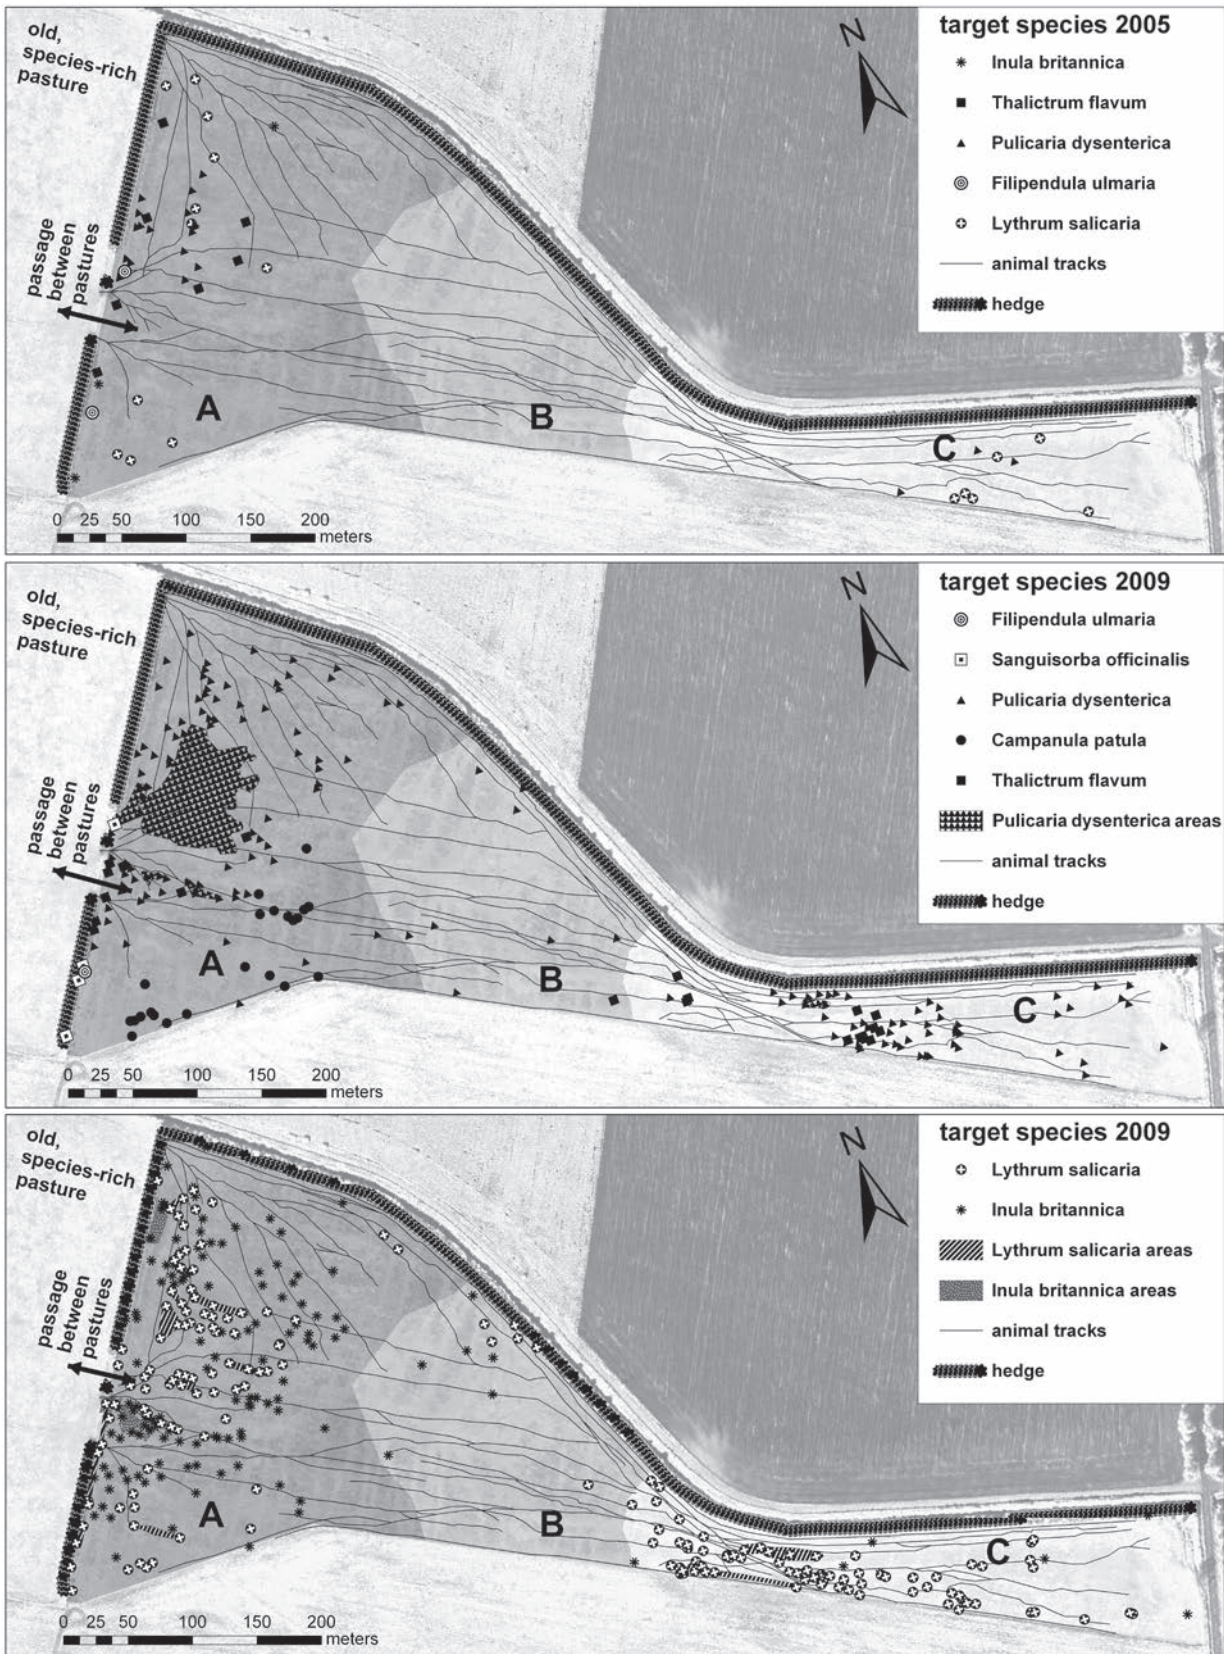 old,
species-rich
pasture
passage
between
pastures
A
B
C
N
0 25 50 100 150 200
meters
target species 2005
Inula britannica
Thalictrum flavum
Pulicaria dysenterica
Filipendula ulmaria
Lythrum salicaria
animal tracks
hedge
old,
species-rich
pasture
passage
between
pastures
A
B
C
N
0 25 50 100 150 200
meters
target species 2009
Filipendula ulmaria
Sanguisorba officinalis
Pulicaria dysenterica
Campanula patula
Thalictrum flavum
Pulicaria dysenterica areas
animal tracks
hedge
old,
species-rich
pasture
passage
between
pastures
A
B
C
N
0 25 50 100 150 200
meters
target species 2009
Lythrum salicaria
Inula britannica
Lythrum salicaria areas
Inula britannica areas
animal tracks
hedge